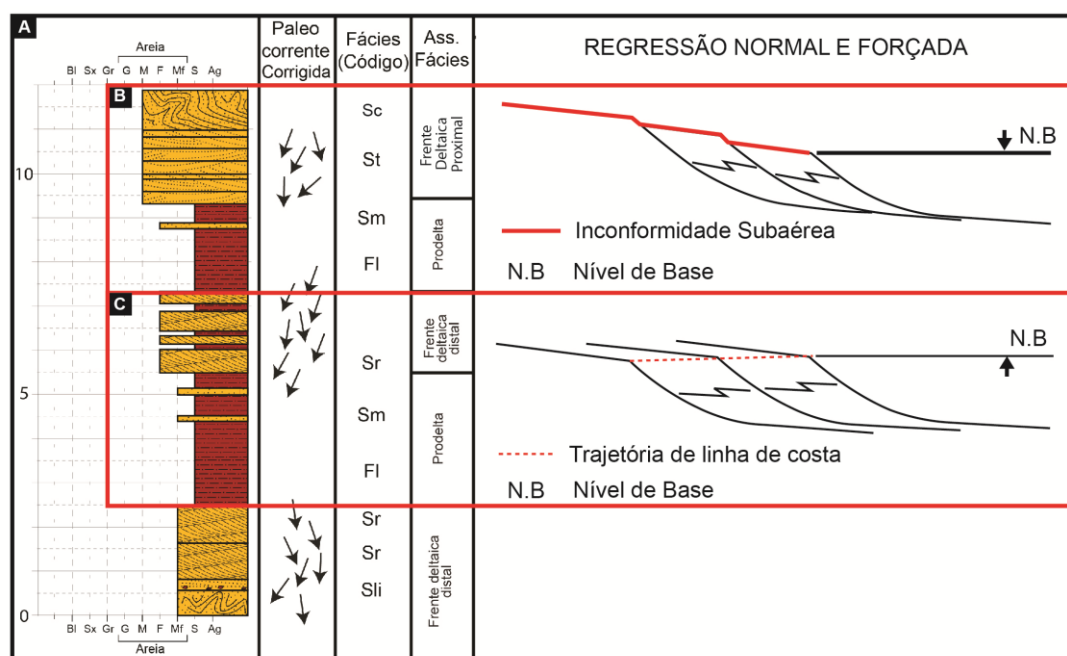 A
Areia
Bl Sx Gr G M F Mf S Ag
Paleo
corrente
Corrigida
Fácies
(Código)
Ass.
Fácies
REGRESSÃO NORMAL E FORÇADA
B
10
Sc
St
Sm
Fl
Frente
Deltaica
Proximal
Prodelta
N.B
Inconformidade Subaérea
N.B Nível de Base
C
5
Sr
Sm
Fl
Frente
deltaica
distal
Prodelta
N.B
Trajetória de linha de costa
N.B Nível de Base
Sr
Sr
Sli
Frente deltaica
distal
0
Bl Sx Gr G M F Mf S Ag
Areia